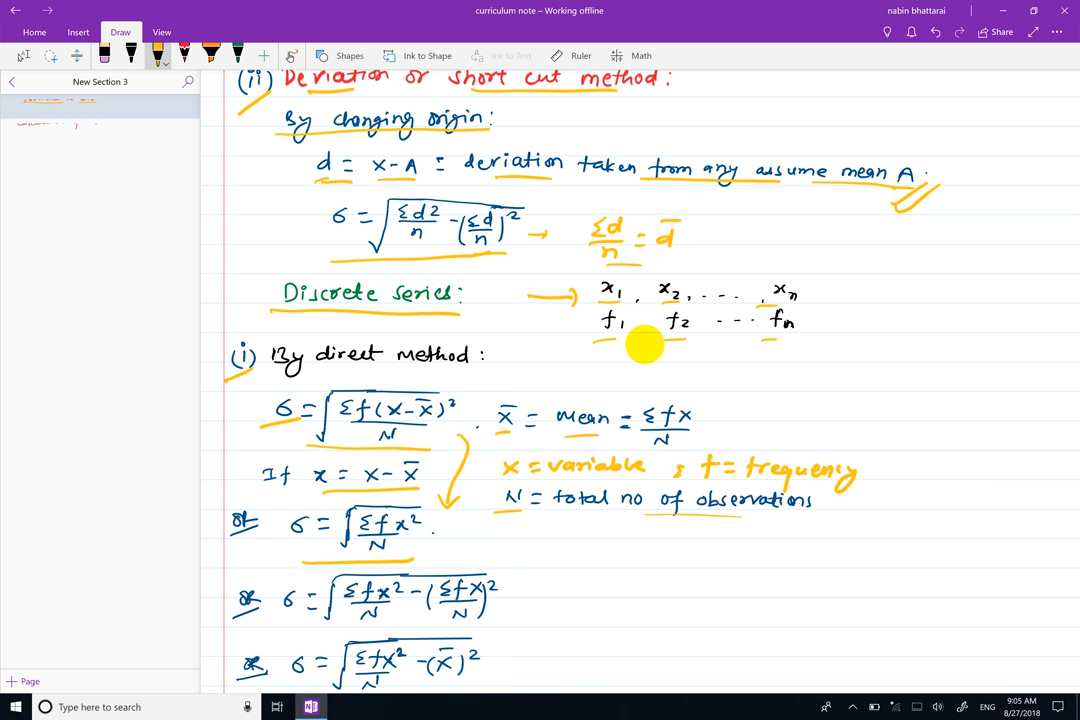 curriculum note – Working offline
nabin bhattarai
Home Insert Draw View
Share
Shapes Ink to Shape Ink to Text Ruler Math
New Section 3
(ii) Deviation or short cut method:
By changing origin:
d = x-A = deviation taken from any assume mean A.
σ = √(Σd²/n - (Σd/n)²) → Σd/n = d̅
Discrete series: → x₁, x₂, ...., xₙ
f₁ f₂ ... fₙ
(i) By direct method:
σ = √(Σf(x-x̅)²/N) . x̅ = mean = Σfx/N
If x = x-x̅
x = variable ; f = frequency
N = total no of observations
or σ = √(Σfx²/N) .
or σ = √(Σfx²/N - (Σfx/N)²)
or σ = √(Σfx²/N - (x̅)²)
+ Page
Type here to search
ENG
9:05 AM
8/27/2018